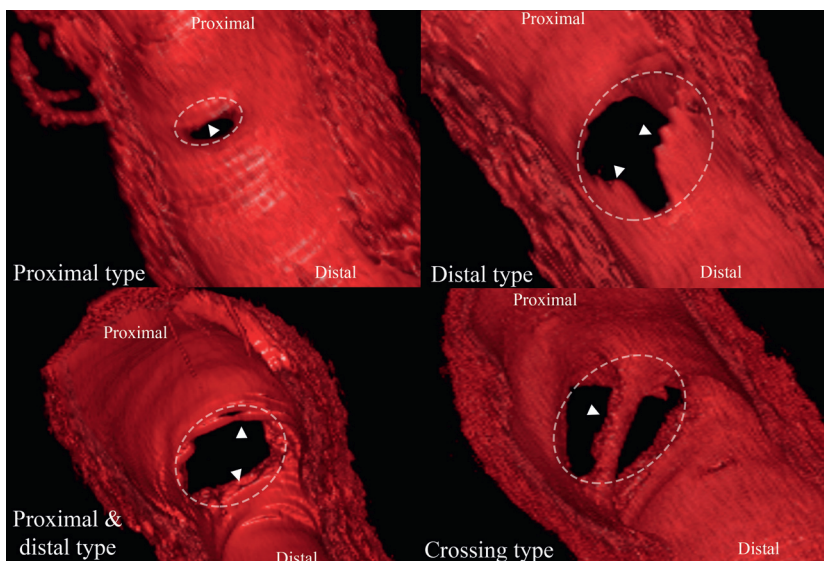 Proximal
Distal
Proximal type
Proximal
Distal
Distal type
Proximal
Distal
Proximal &
distal type
Proximal
Distal
Crossing type